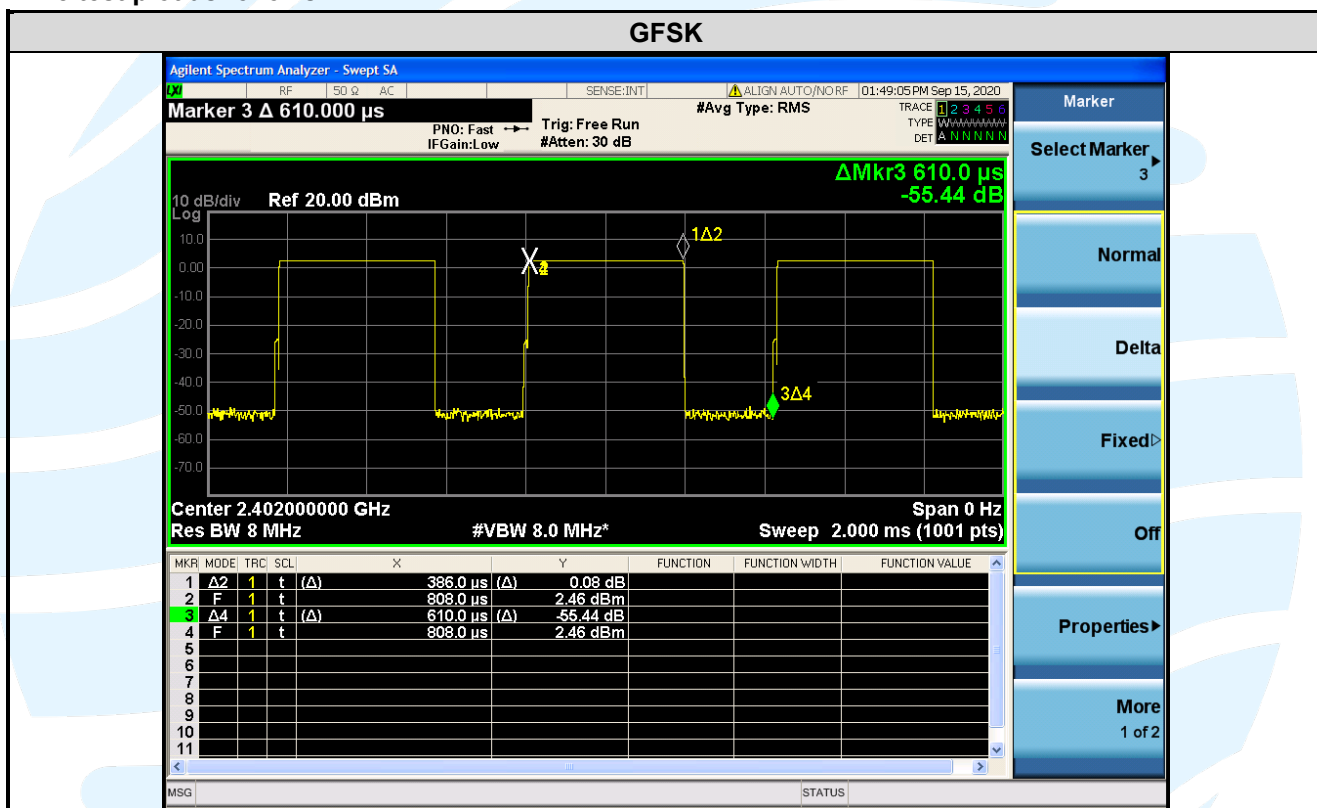 GFSK
Agilent Spectrum Analyzer - Swept SA
LXI RF 50 Ω AC SENSE:INT ALIGN AUTO/NO RF 01:49:05 PM Sep 15, 2020
Marker 3 Δ 610.000 µs
PNO: Fast
IFGain:Low
Trig: Free Run
#Atten: 30 dB
#Avg Type: RMS
TRACE 1 2 3 4 5 6
TYPE WWWWWW
DET A N N N N N
ΔMkr3 610.0 µs
-55.44 dB
10 dB/div Ref 20.00 dBm
Log
10.0
0.00
-10.0
-20.0
-30.0
-40.0
-50.0
-60.0
-70.0
1Δ2
3Δ4
Center 2.402000000 GHz Span 0 Hz
Res BW 8 MHz #VBW 8.0 MHz* Sweep 2.000 ms (1001 pts)
MKR MODE TRC SCL X Y FUNCTION FUNCTION WIDTH FUNCTION VALUE
1 Δ2 1 t (Δ) 386.0 µs (Δ) 0.08 dB
2 F 1 t 808.0 µs 2.46 dBm
3 Δ4 1 t (Δ) 610.0 µs (Δ) -55.44 dB
4 F 1 t 808.0 µs 2.46 dBm
5
6
7
8
9
10
11
MSG STATUS
Marker
Select Marker
3
Normal
Delta
Fixed
Off
Properties
More
1 of 2